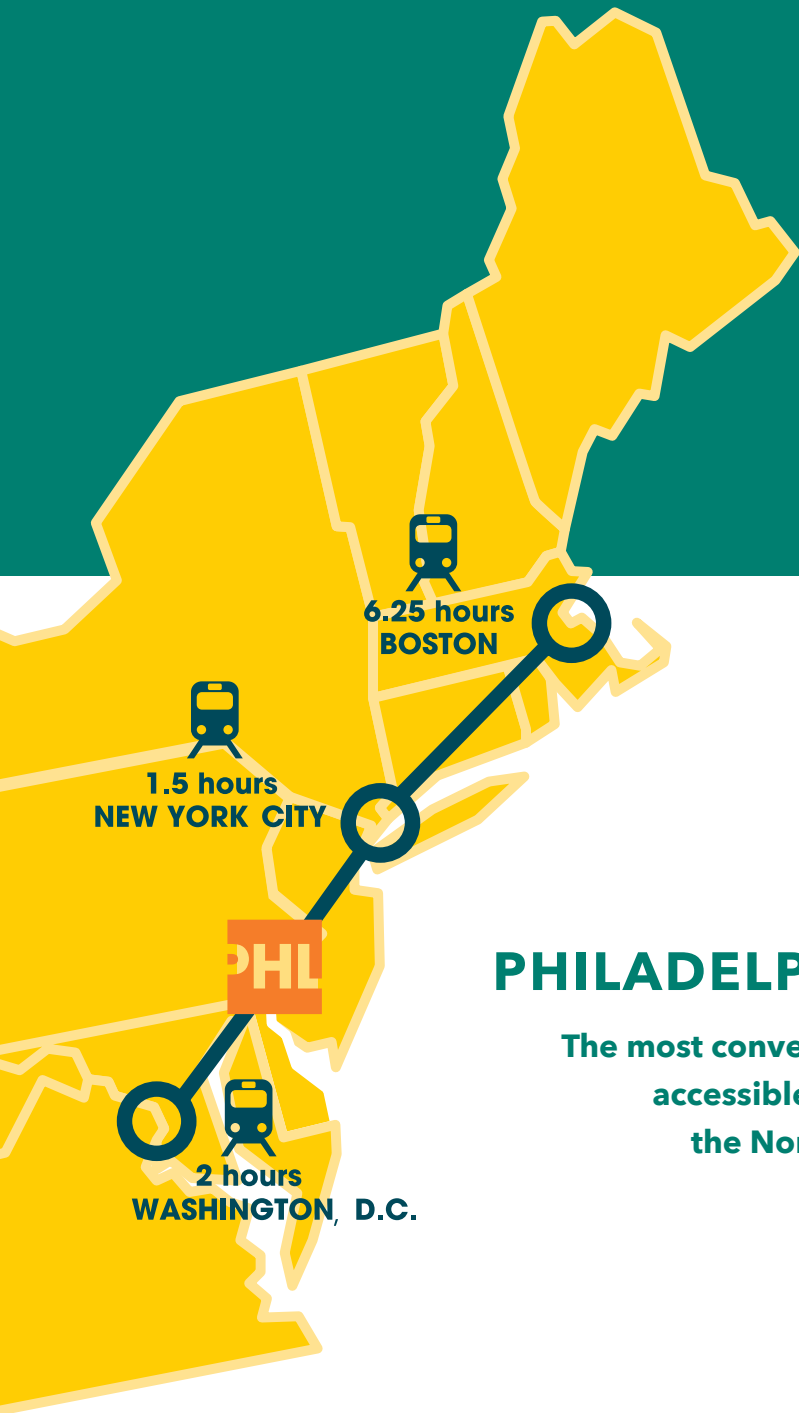 6.25 hours
BOSTON
1.5 hours
NEW YORK CITY
PHL
PHILADELP
The most conve
accessible
the Nor
2 hours
WASHINGTON, D.C.